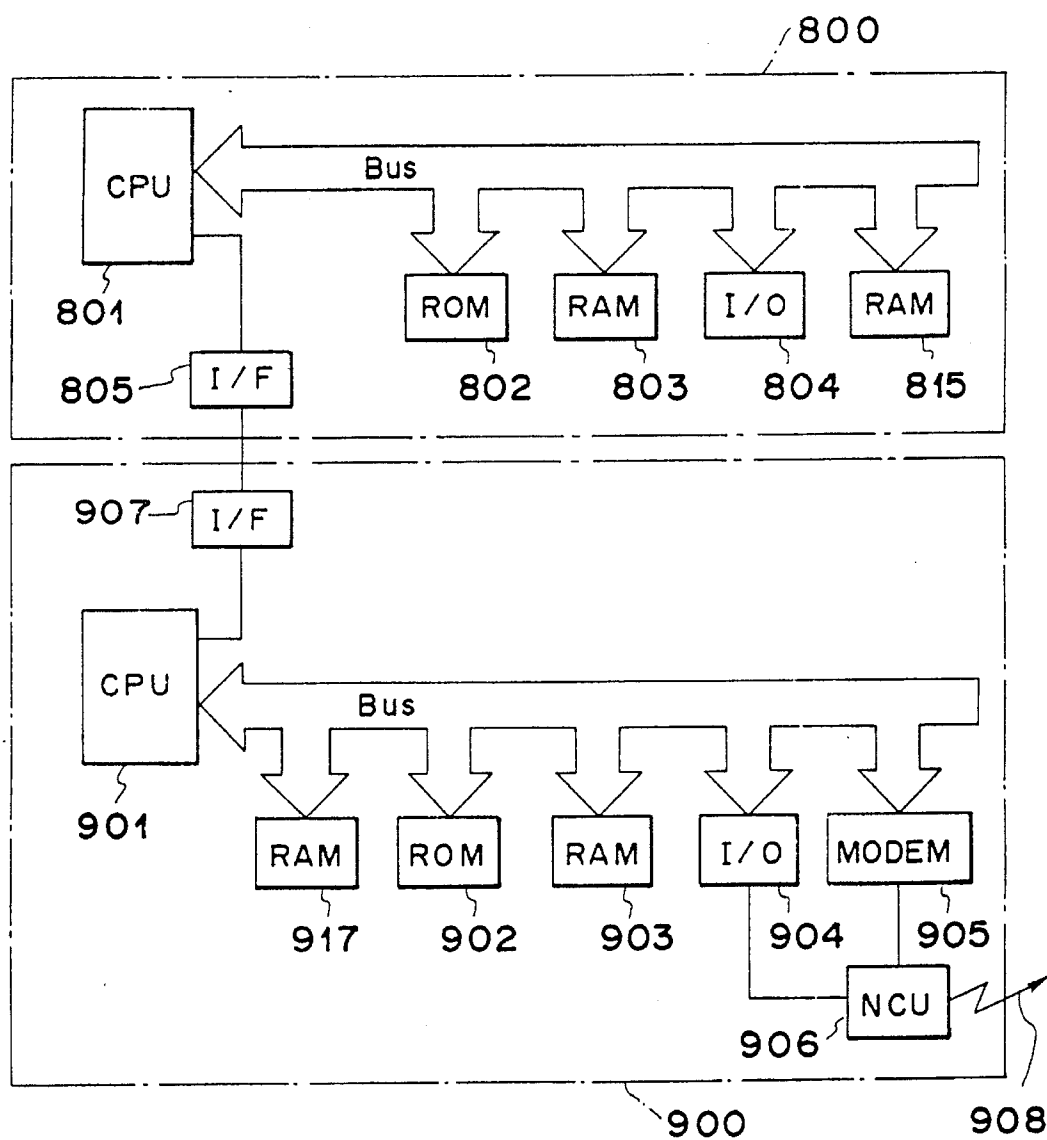 800
CPU
Bus
801
ROM
RAM
I/O
RAM
802
803
804
815
805
I/F
907
I/F
CPU
Bus
901
RAM
ROM
RAM
I/O
MODEM
917
902
903
904
905
NCU
906
900
908